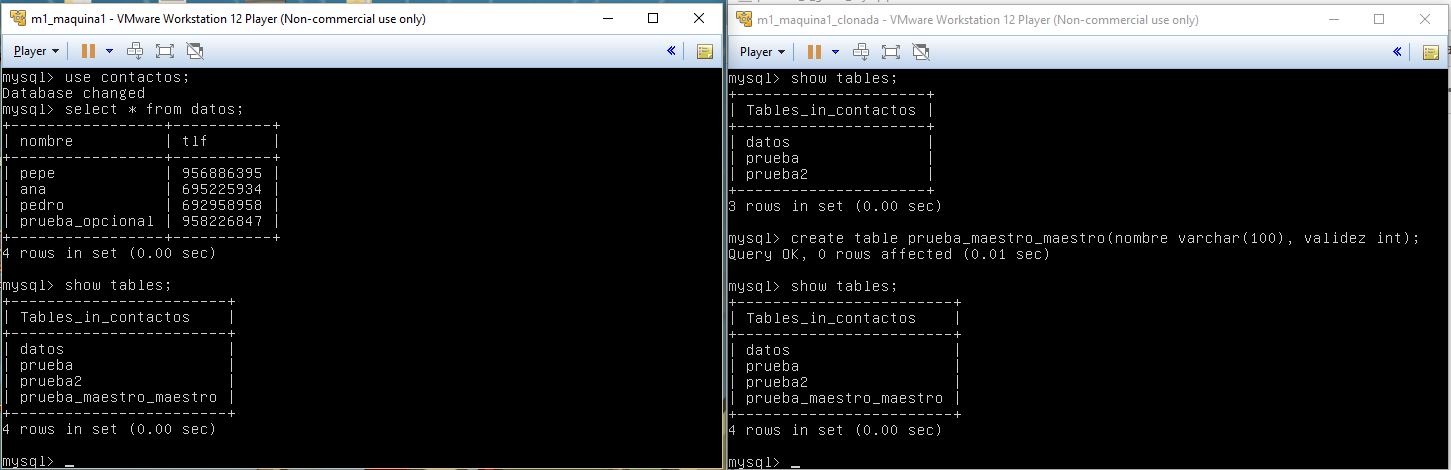 m1_maquina1 - VMware Workstation 12 Player (Non-commercial use only)
Player
mysql> use contactos;
Database changed
mysql> select * from datos;
+-----------------+-----------+
| nombre          | tlf       |
+-----------------+-----------+
| pepe            | 956886395 |
| ana             | 695225934 |
| pedro           | 692958958 |
| prueba_opcional | 958226847 |
+-----------------+-----------+
4 rows in set (0.00 sec)
mysql> show tables;
+------------------------+
| Tables_in_contactos    |
+------------------------+
| datos                  |
| prueba                 |
| prueba2                |
| prueba_maestro_maestro |
+------------------------+
4 rows in set (0.00 sec)
mysql> _
m1_maquina1_clonada - VMware Workstation 12 Player (Non-commercial use only)
Player
mysql> show tables;
+---------------------+
| Tables_in_contactos |
+---------------------+
| datos               |
| prueba              |
| prueba2             |
+---------------------+
3 rows in set (0.00 sec)
mysql> create table prueba_maestro_maestro(nombre varchar(100), validez int);
Query OK, 0 rows affected (0.01 sec)
mysql> show tables;
+------------------------+
| Tables_in_contactos    |
+------------------------+
| datos                  |
| prueba                 |
| prueba2                |
| prueba_maestro_maestro |
+------------------------+
4 rows in set (0.00 sec)
mysql> _